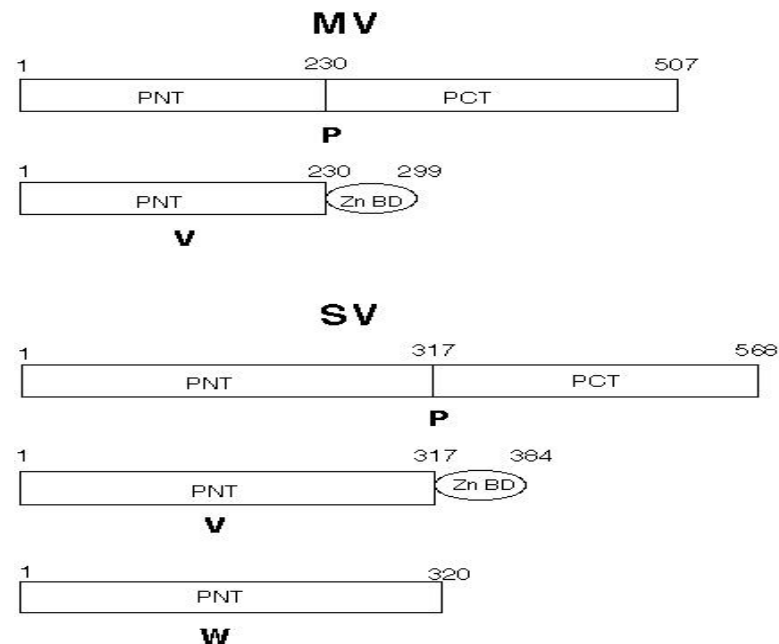 MV
1 230 507
PNT PCT
P
1 230 299
PNT Zn BD
V
SV
1 317 568
PNT PCT
P
1 317 384
PNT Zn BD
V
1 320
PNT
W